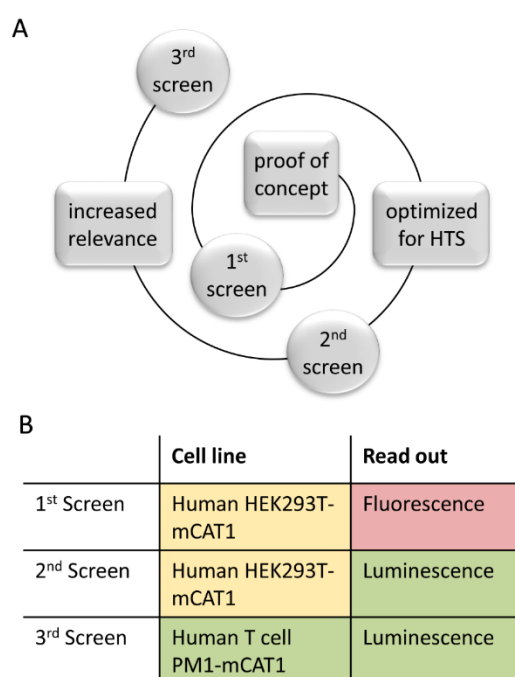 A
3rd
screen
proof of
concept
increased
relevance
optimized
for HTS
1st
screen
2nd
screen
B
Cell line Read out
1st Screen Human HEK293T- Fluorescence
mCAT1
2nd Screen Human HEK293T- Luminescence
mCAT1
3rd Screen Human T cell Luminescence
PM1-mCAT1